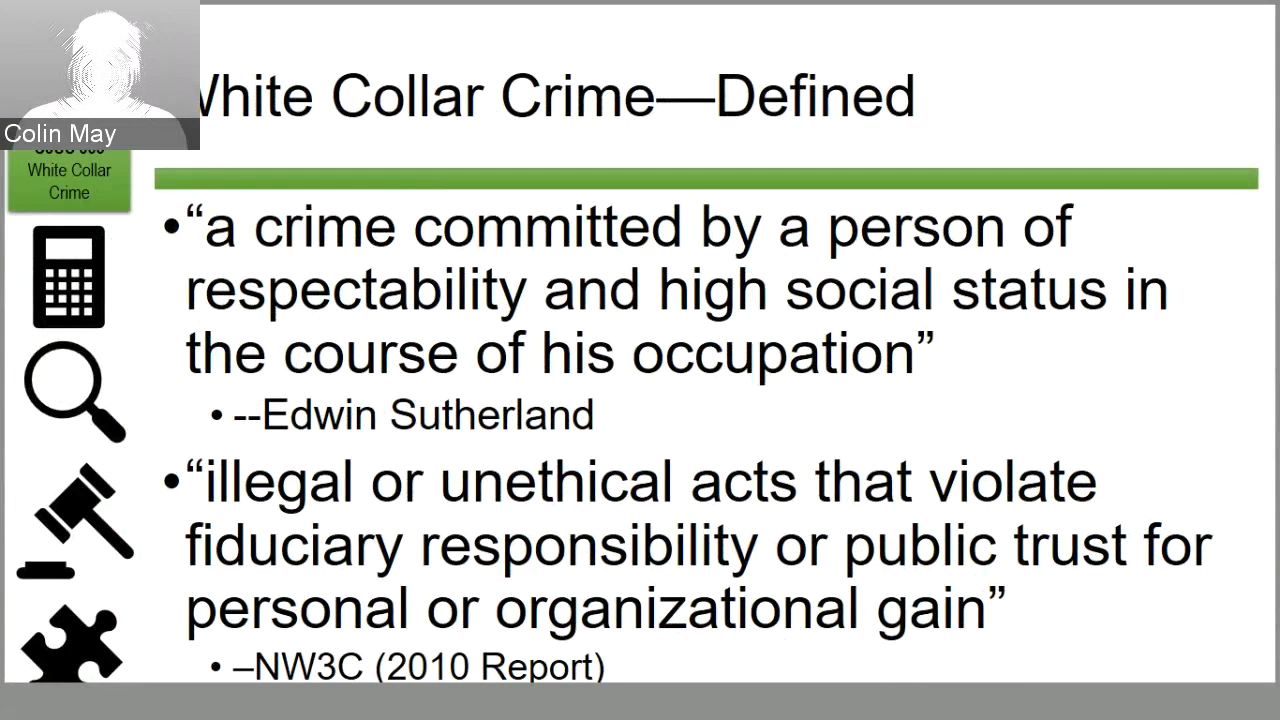 White Collar Crime—Defined
Colin May
White Collar
Crime
•“a crime committed by a person of
respectability and high social status in
the course of his occupation”
• --Edwin Sutherland
•“illegal or unethical acts that violate
fiduciary responsibility or public trust for
personal or organizational gain”
• –NW3C (2010 Report)